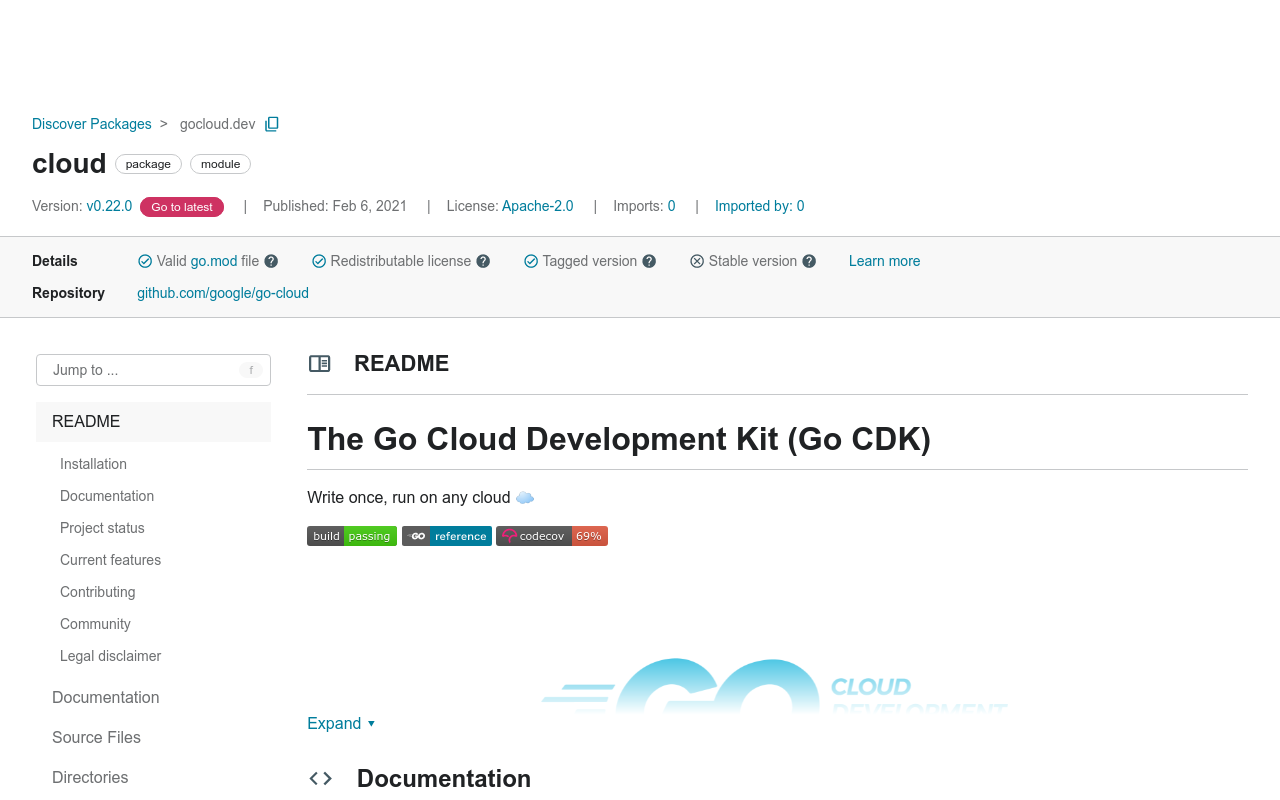 Discover Packages > gocloud.dev
cloud package module
Version: v0.22.0 Go to latest | Published: Feb 6, 2021 | License: Apache-2.0 | Imports: 0 | Imported by: 0
Details Valid go.mod file ? Redistributable license ? Tagged version ? Stable version ? Learn more
Repository github.com/google/go-cloud
Jump to ... f
README
Installation
Documentation
Project status
Current features
Contributing
Community
Legal disclaimer
Documentation
Source Files
Directories
README
The Go Cloud Development Kit (Go CDK)
Write once, run on any cloud ☁️
build passing GO reference codecov 69%
GO CLOUD
DEVELOPMENT
Expand ▾
Documentation